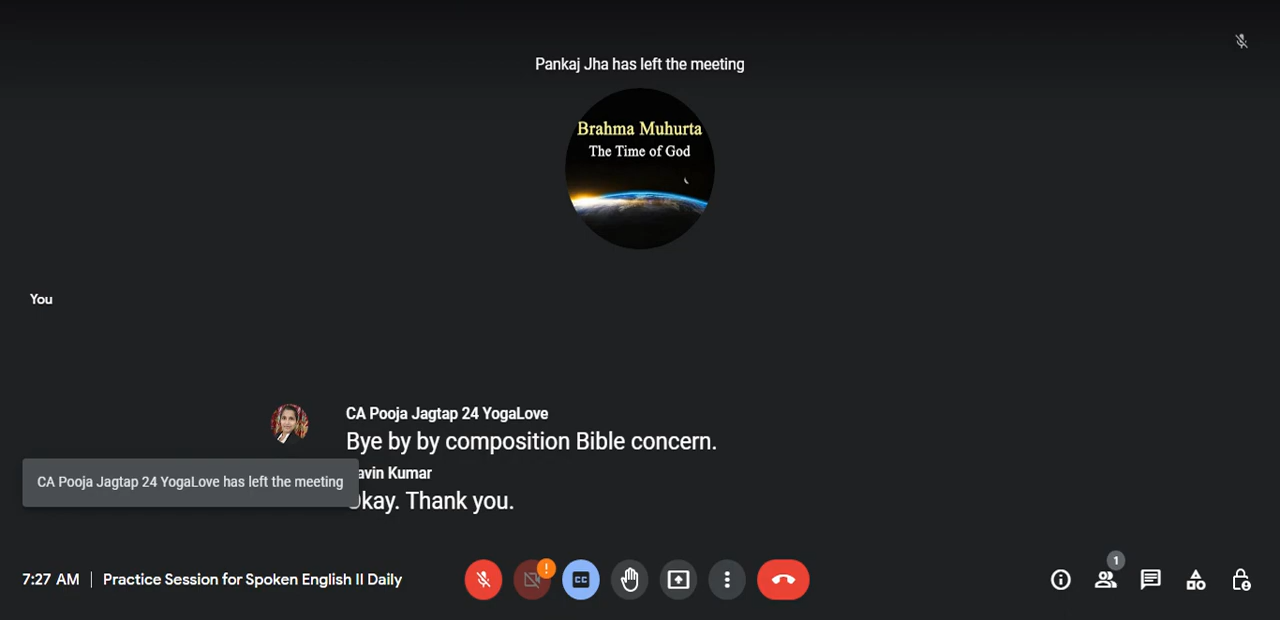 Pankaj Jha has left the meeting
Brahma Muhurta
The Time of God
You
CA Pooja Jagtap 24 YogaLove
Bye by by composition Bible concern.
avin Kumar
CA Pooja Jagtap 24 YogaLove has left the meeting
Okay. Thank you.
7:27 AM | Practice Session for Spoken English II Daily
!
CC
1